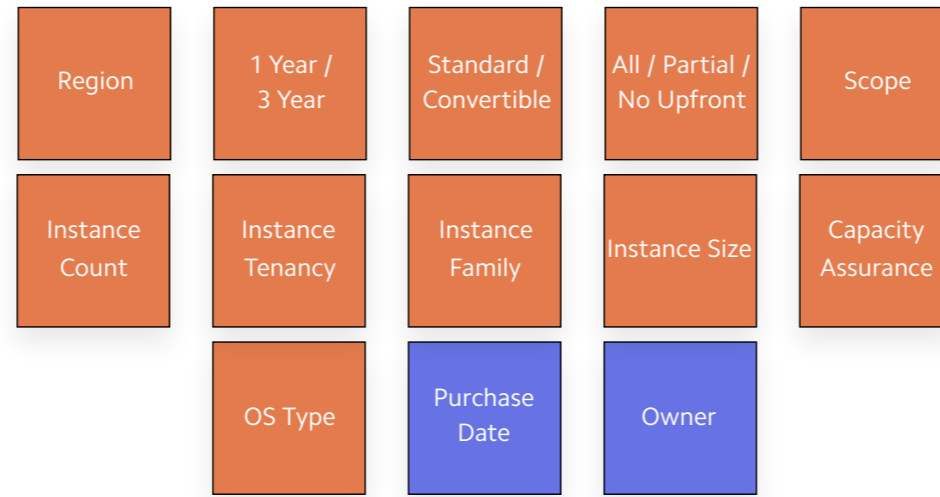 Region
1 Year /
3 Year
Standard /
Convertible
All / Partial /
No Upfront
Scope
Instance
Count
Instance
Tenancy
Instance
Family
Instance Size
Capacity
Assurance
OS Type
Purchase
Date
Owner